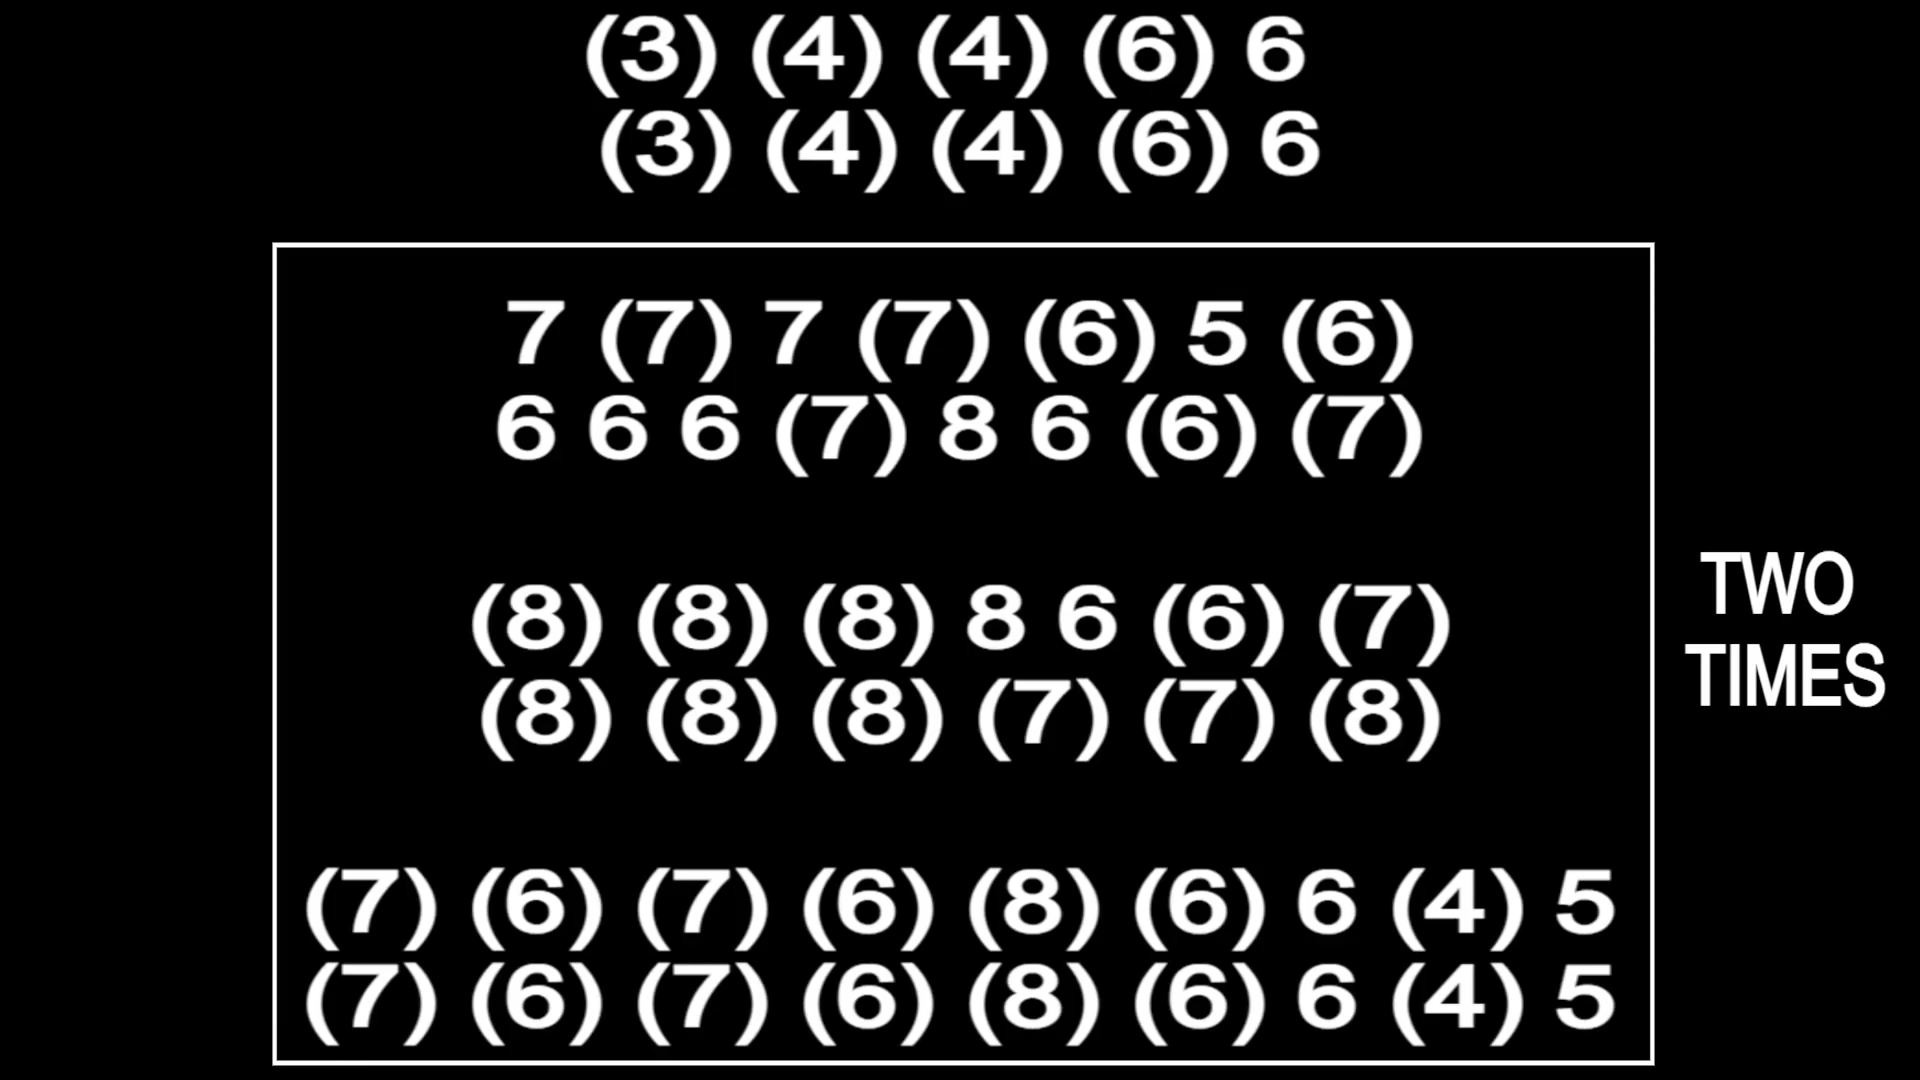 (3) (4) (4) (6) 6
(3) (4) (4) (6) 6
7 (7) 7 (7) (6) 5 (6)
6 6 6 (7) 8 6 (6) (7)
(8) (8) (8) 8 6 (6) (7)
(8) (8) (8) (7) (7) (8)
TWO
TIMES
(7) (6) (7) (6) (8) (6) 6 (4) 5
(7) (6) (7) (6) (8) (6) 6 (4) 5